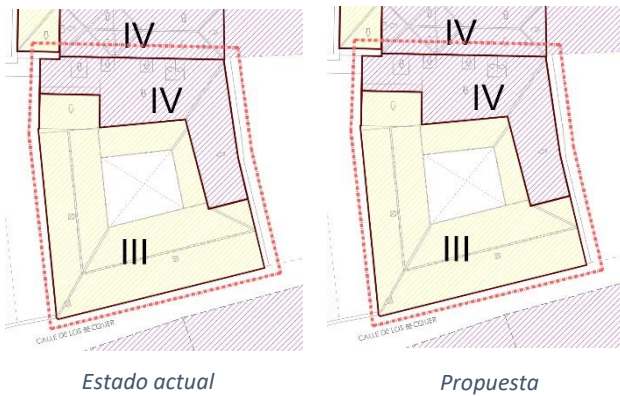 IV
IV
III
CALLE DE LOS BECQUER
Estado actual
IV
IV
III
CALLE DE LOS BECQUER
Propuesta